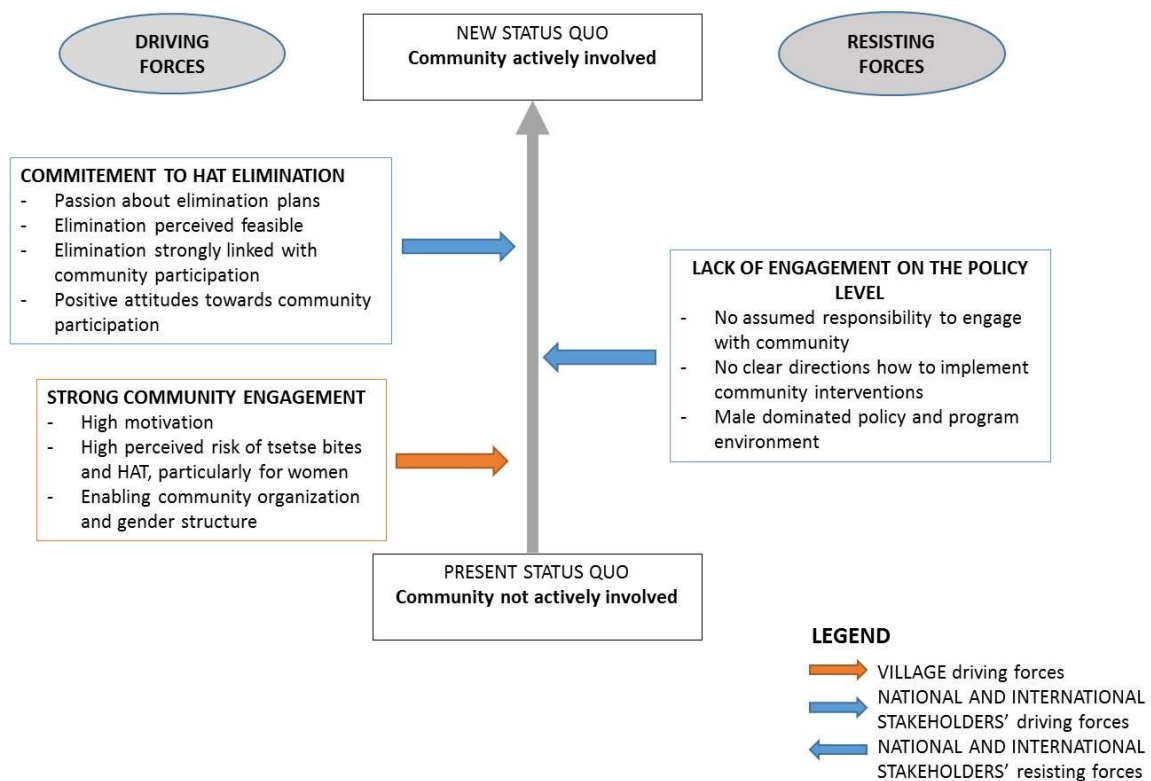 DRIVING
FORCES
NEW STATUS QUO
Community actively involved
RESISTING
FORCES
COMMITEMENT TO HAT ELIMINATION
- Passion about elimination plans
- Elimination perceived feasible
- Elimination strongly linked with
community participation
- Positive attitudes towards community
participation
LACK OF ENGAGEMENT ON THE POLICY
LEVEL
- No assumed responsibility to engage
with community
- No clear directions how to implement
community interventions
- Male dominated policy and program
environment
STRONG COMMUNITY ENGAGEMENT
- High motivation
- High perceived risk of tsetse bites
and HAT, particularly for women
- Enabling community organization
and gender structure
PRESENT STATUS QUO
Community not actively involved
LEGEND
VILLAGE driving forces
NATIONAL AND INTERNATIONAL
STAKEHOLDERS’ driving forces
NATIONAL AND INTERNATIONAL
STAKEHOLDERS’ resisting forces